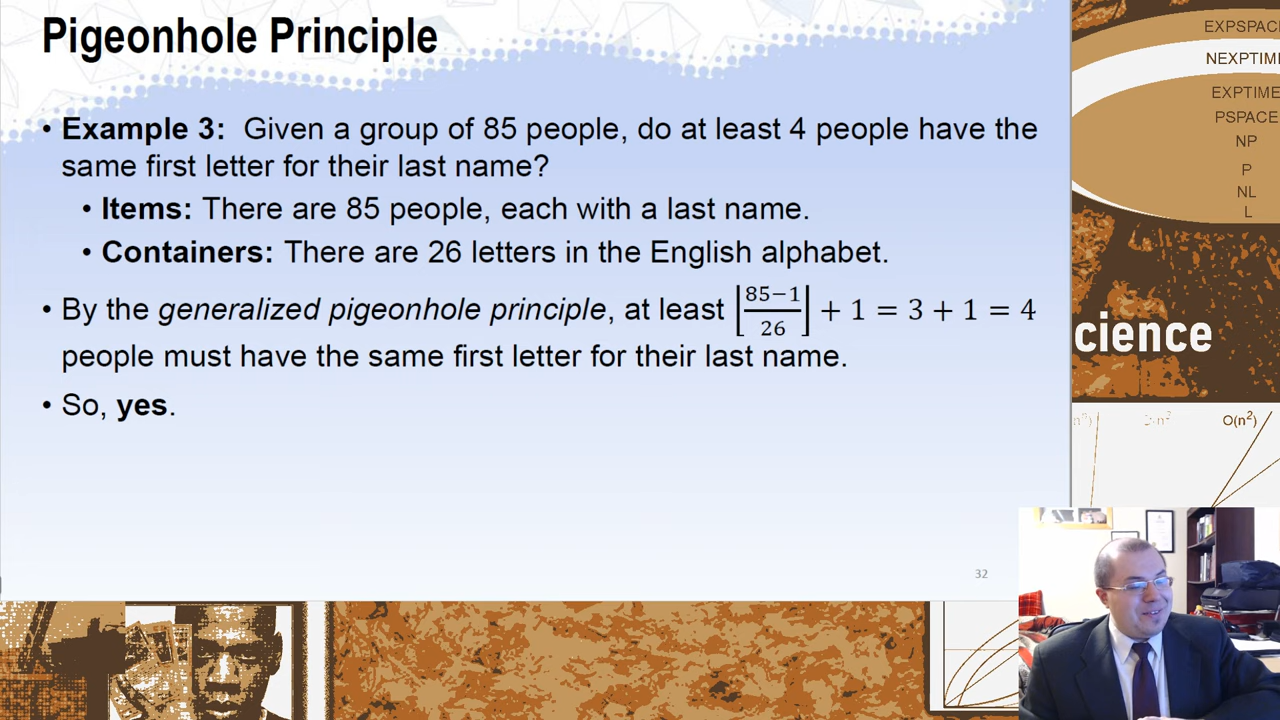 Pigeonhole Principle
• Example 3: Given a group of 85 people, do at least 4 people have the
same first letter for their last name?
• Items: There are 85 people, each with a last name.
• Containers: There are 26 letters in the English alphabet.
• By the generalized pigeonhole principle, at least ⌊(85−1)/26⌋ + 1 = 3 + 1 = 4
people must have the same first letter for their last name.
• So, yes.
32
EXPSPAC
NEXPTIM
EXPTIME
PSPACE
NP
P
NL
L
cience
O(n²)